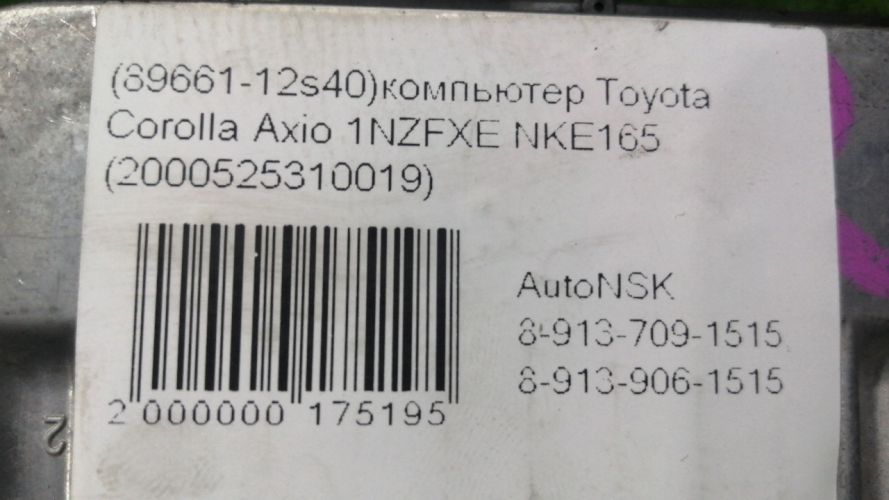 (89661-12s40)компьютер Toyota
Corolla Axio 1NZFXE NKE165
(2000525310019)
AutoNSK
8-913-709-1515
8-913-906-1515
2 000000 175195
2